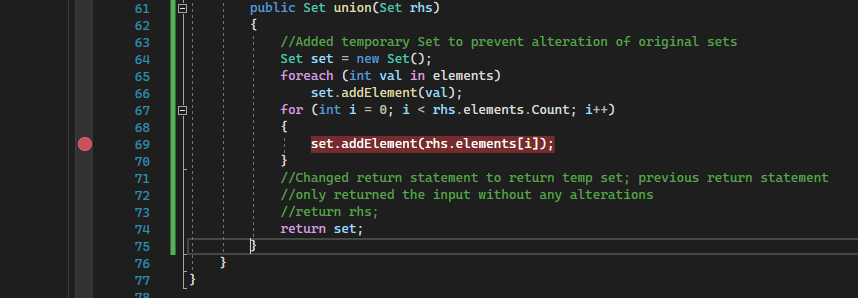 61 public Set union(Set rhs)
62 {
63 //Added temporary Set to prevent alteration of original sets
64 Set set = new Set();
65 foreach (int val in elements)
66 set.addElement(val);
67 for (int i = 0; i < rhs.elements.Count; i++)
68 {
69 set.addElement(rhs.elements[i]);
70 }
71 //Changed return statement to return temp set; previous return statement
72 //only returned the input without any alterations
73 //return rhs;
74 return set;
75 }
76 }
77 }
78